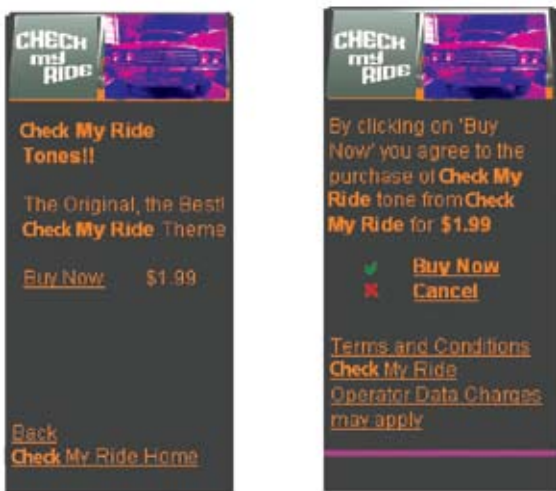 CHECK
my
RIDE
Check My Ride
Tones!!
The Original, the Best!
Check My Ride Theme
Buy Now $1.99
Back
Check My Ride Home
CHECK
my
RIDE
By clicking on 'Buy
Now' you agree to the
purchase of Check My
Ride tone from Check
My Ride for $1.99
Buy Now
Cancel
Terms and Conditions
Check My Ride
Operator Data Charges
may apply